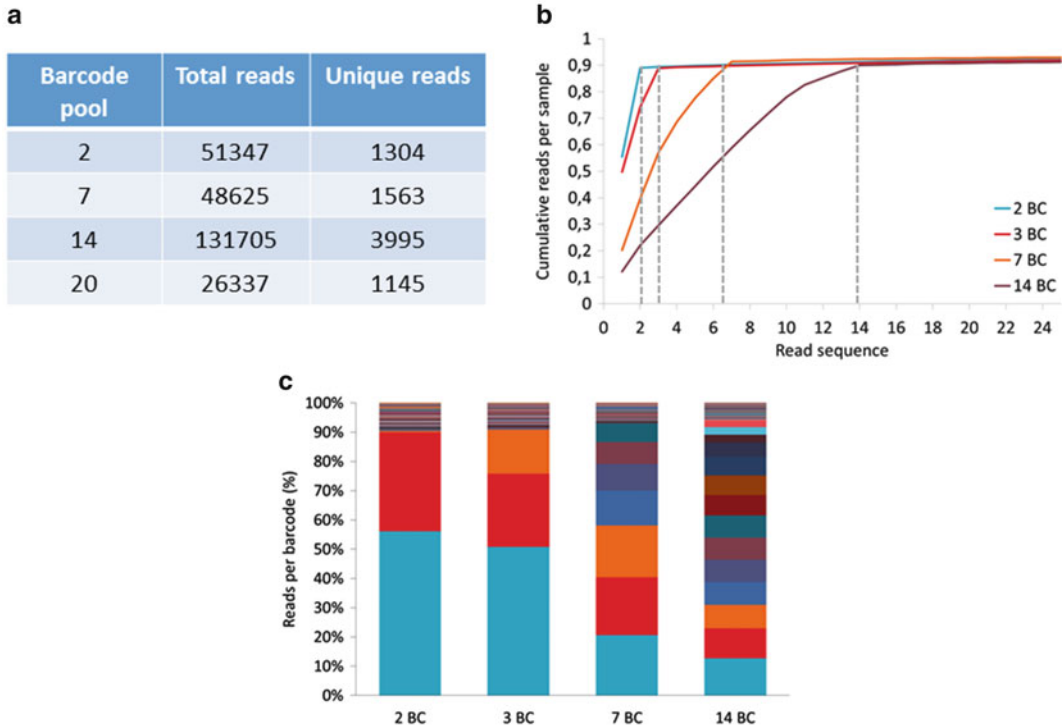 a
Barcode pool Total reads Unique reads
2 51347 1304
7 48625 1563
14 131705 3995
20 26337 1145
b
Cumulative reads per sample
1
0,9
0,8
0,7
0,6
0,5
0,4
0,3
0,2
0,1
0
0 2 4 6 8 10 12 14 16 18 20 22 24
Read sequence
2 BC
3 BC
7 BC
14 BC
c
Reads per barcode (%)
100%
90%
80%
70%
60%
50%
40%
30%
20%
10%
0%
2 BC 3 BC 7 BC 14 BC